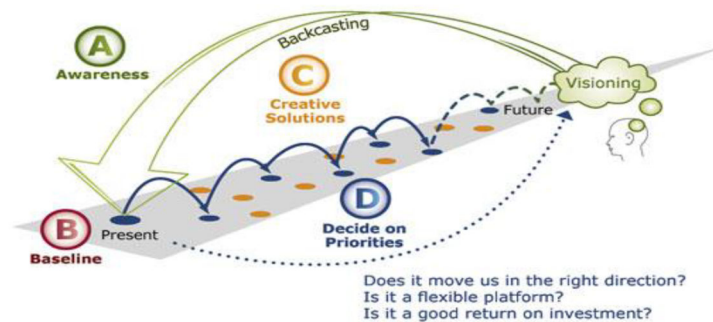 A
Awareness
Backcasting
C
Creative
Solutions
Visioning
Future
B
Baseline
Present
D
Decide on
Priorities
Does it move us in the right direction?
Is it a flexible platform?
Is it a good return on investment?